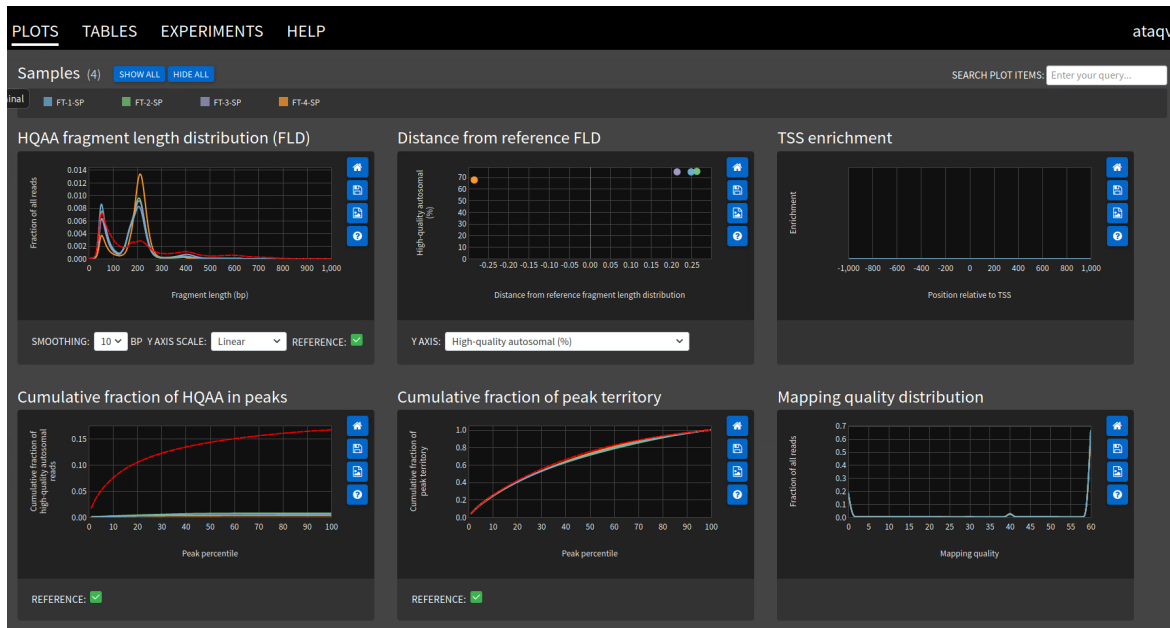 PLOTS TABLES EXPERIMENTS HELP ataqv
Samples (4) SHOW ALL HIDE ALL SEARCH PLOT ITEMS: Enter your query...
inal FT-1-SP FT-2-SP FT-3-SP FT-4-SP
HQAA fragment length distribution (FLD)
Fraction of all reads
0.014
0.012
0.010
0.008
0.006
0.004
0.002
0.000
0 100 200 300 400 500 600 700 800 900 1,000
Fragment length (bp)
SMOOTHING: 10 BP Y AXIS SCALE: Linear REFERENCE:
Distance from reference FLD
High-quality autosomal
(%)
70
60
50
40
30
20
10
0
-0.25 -0.20 -0.15 -0.10 -0.05 0.00 0.05 0.10 0.15 0.20 0.25
Distance from reference fragment length distribution
Y AXIS: High-quality autosomal (%)
TSS enrichment
Enrichment
-1,000 -800 -600 -400 -200 0 200 400 600 800 1,000
Position relative to TSS
Cumulative fraction of HQAA in peaks
Cumulative fraction of
high-quality autosomal
reads
0.15
0.10
0.05
0.00
0 10 20 30 40 50 60 70 80 90 100
Peak percentile
REFERENCE:
Cumulative fraction of peak territory
Cumulative fraction of
peak territory
1.0
0.8
0.6
0.4
0.2
0.0
0 10 20 30 40 50 60 70 80 90 100
Peak percentile
REFERENCE:
Mapping quality distribution
Fraction of all reads
0.7
0.6
0.5
0.4
0.3
0.2
0.1
0.0
0 5 10 15 20 25 30 35 40 45 50 55 60
Mapping quality